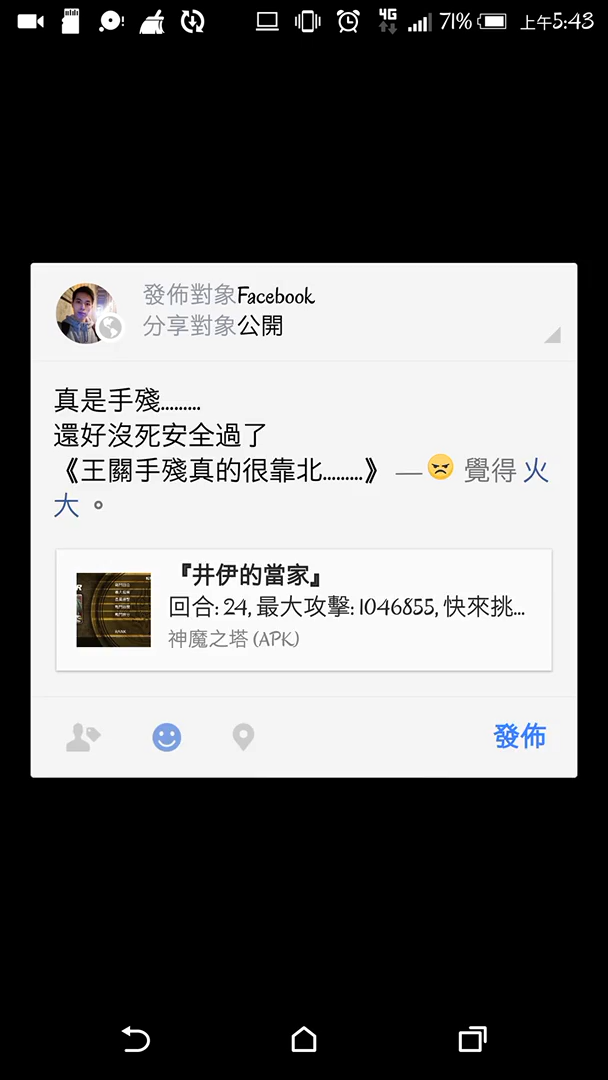 4G 71% 上午5:43
發佈對象Facebook
分享對象公開
真是手殘.........
還好沒死安全過了
《王關手殘真的很靠北.........》 — 覺得 火
大 。
『井伊的當家』
回合: 24, 最大攻擊: 1046855, 快來挑...
神魔之塔 (APK)
發佈